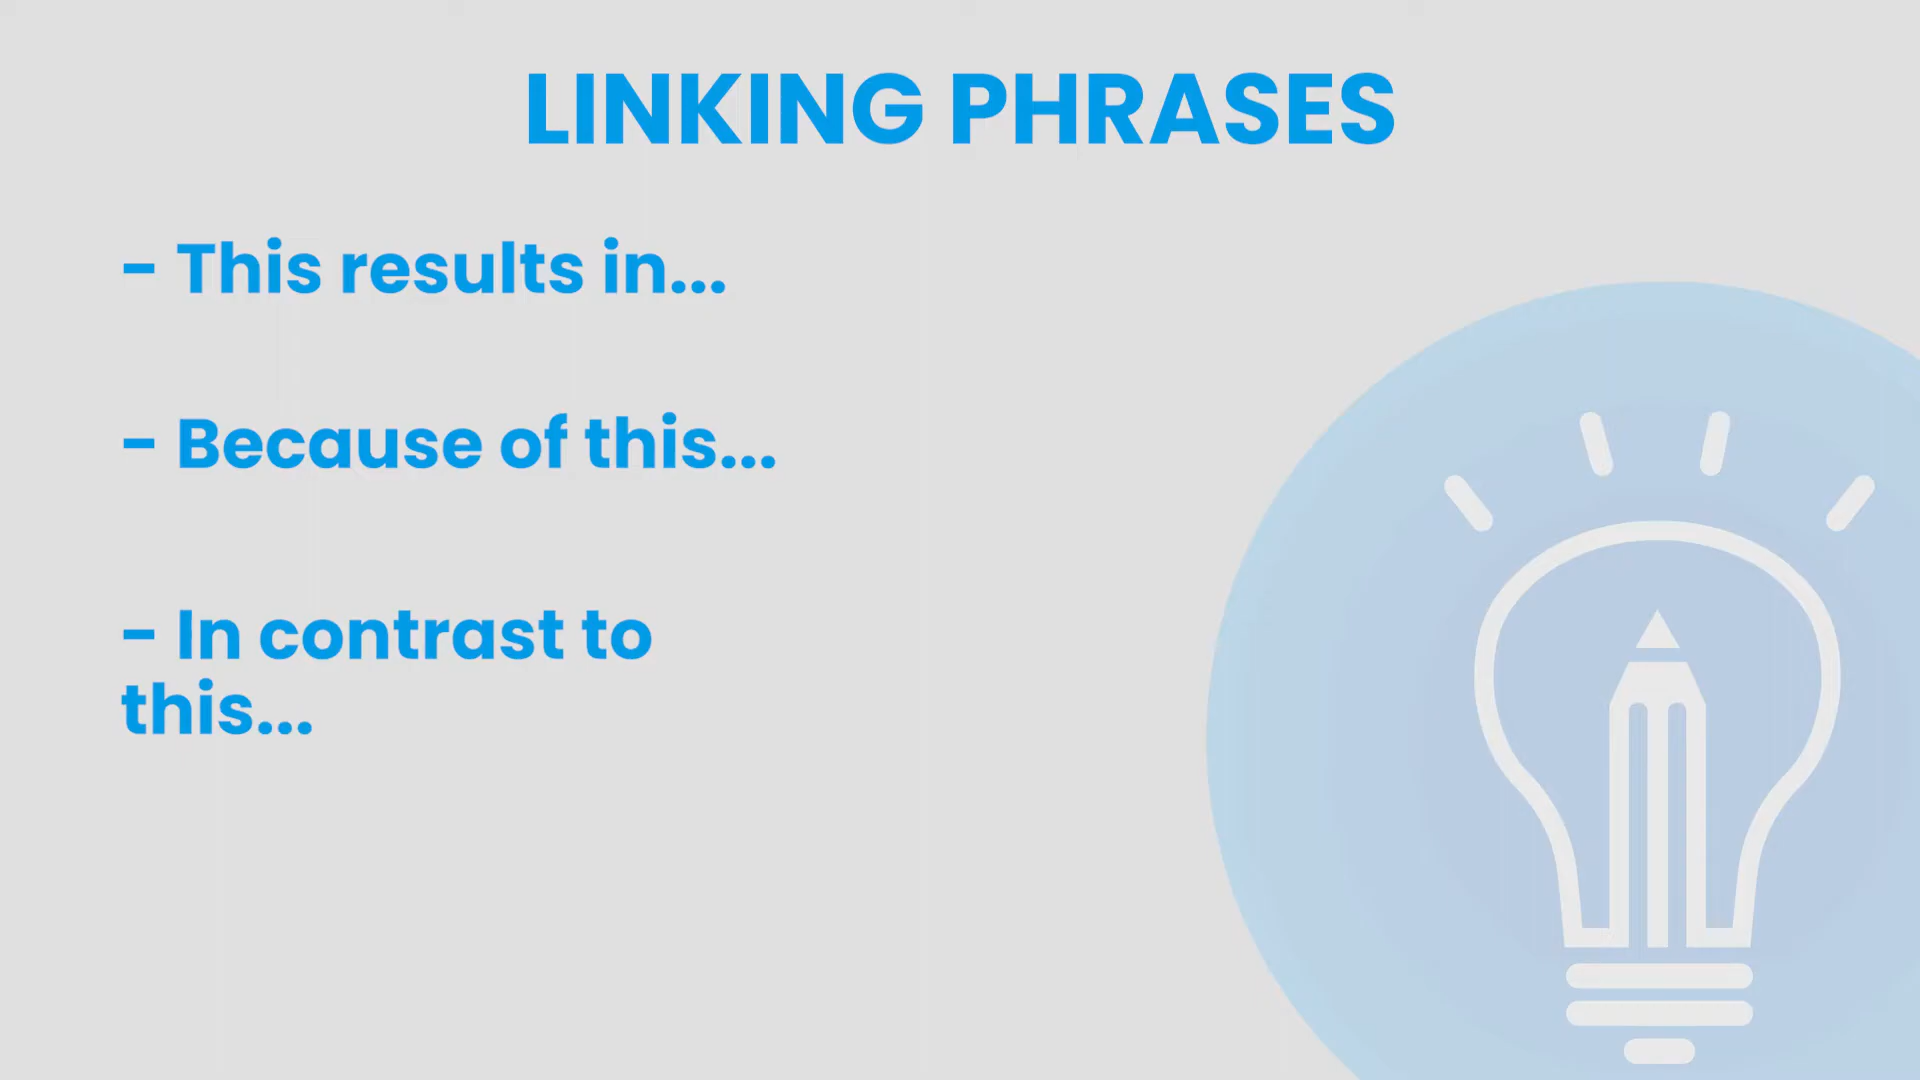 LINKING PHRASES
- This results in...
- Because of this...
- In contrast to
this...